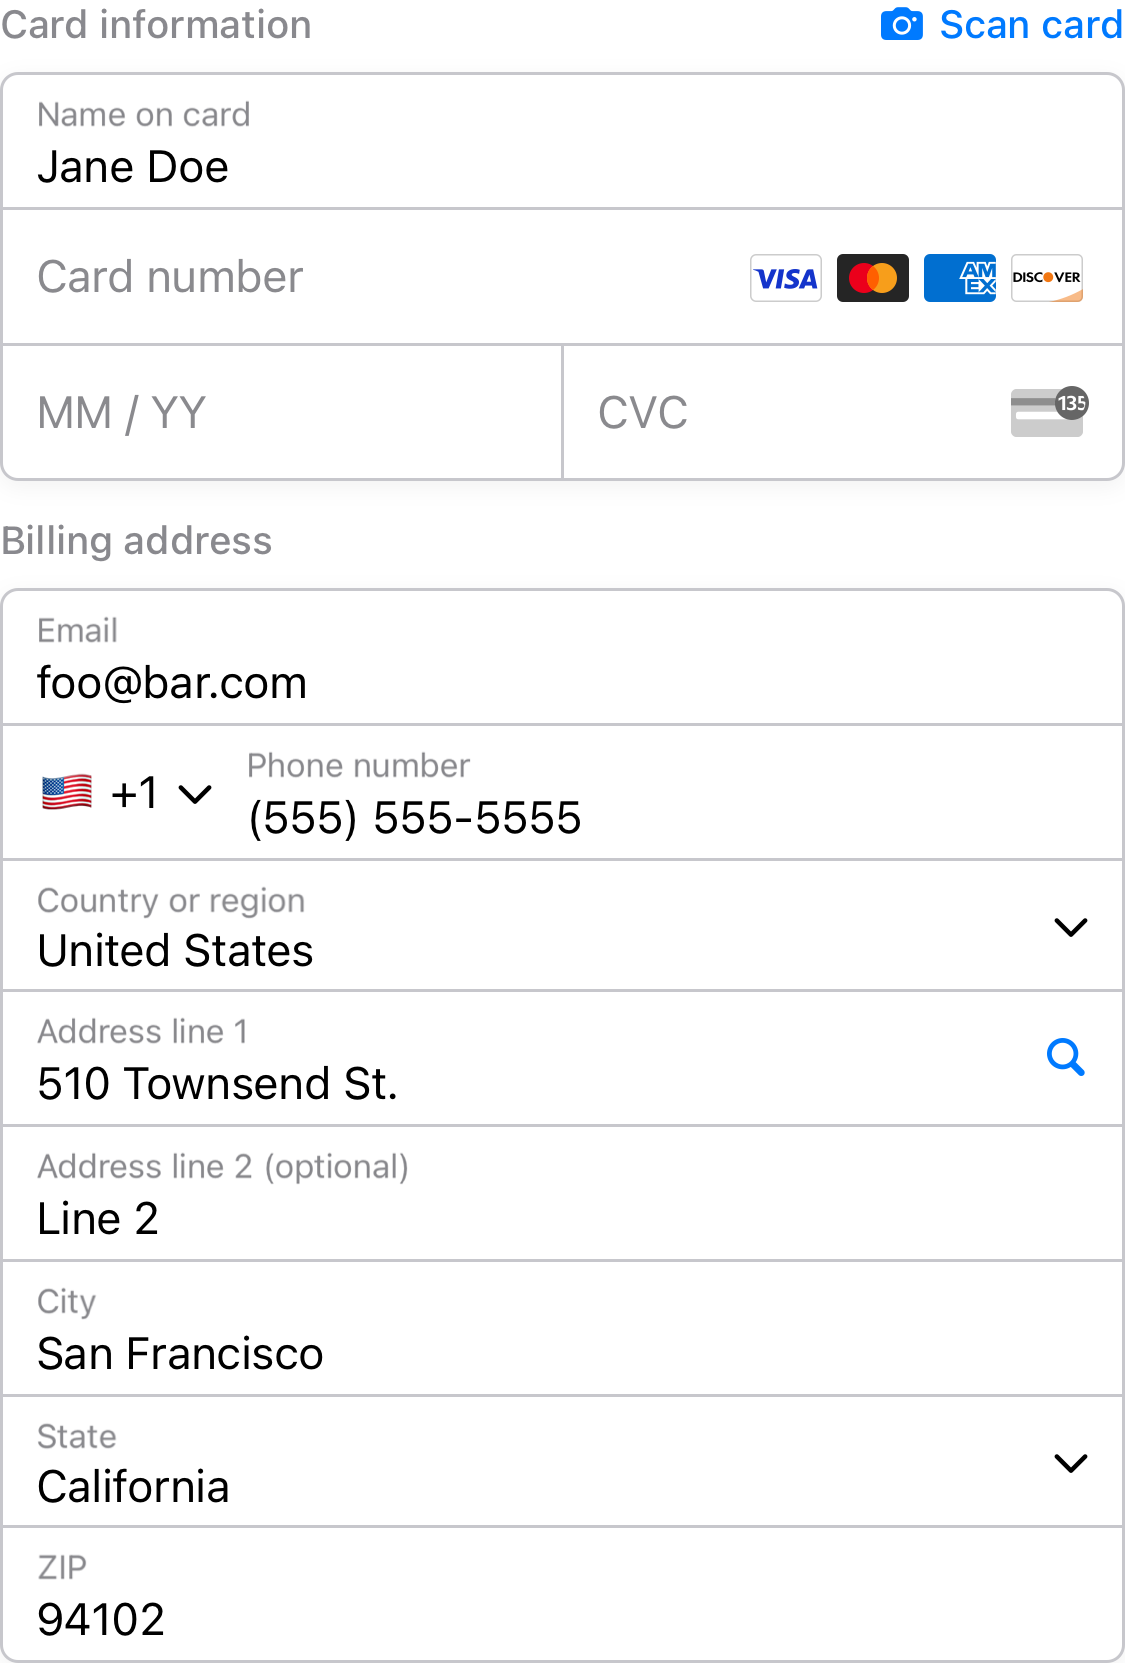 Card information
Scan card
Name on card
Jane Doe
Card number
VISA
AM
EX
DISCOVER
MM / YY
CVC
135
Billing address
Email
foo@bar.com
Phone number
+1
(555) 555-5555
Country or region
United States
Address line 1
510 Townsend St.
Address line 2 (optional)
Line 2
City
San Francisco
State
California
ZIP
94102